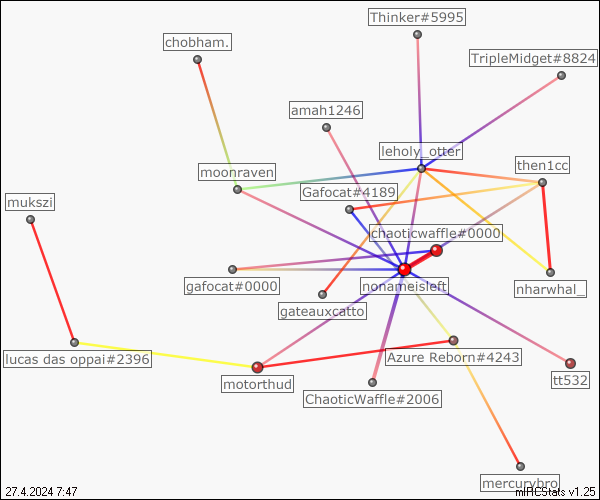 Thinker#5995
chobham.
TripleMidget#8824
amah1246
leholy_otter
then1cc
moonraven
Gafocat#4189
mukszi
chaoticwaffle#0000
gafocat#0000
nonameisleft
nharwhal_
gateauxcatto
lucas das oppai#2396
Azure Reborn#4243
motorthud
tt532
ChaoticWaffle#2006
mercurybro
27.4.2024 7:47
mIRCStats v1.25